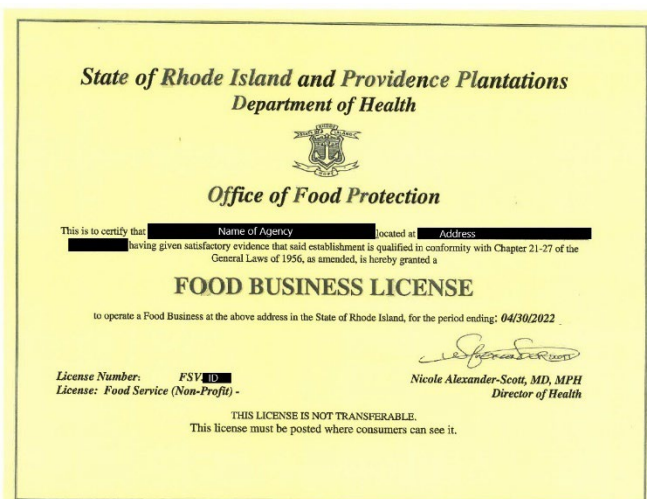 State of Rhode Island and Providence Plantations
Department of Health
Office of Food Protection
This is to certify that Name of Agency located at Address
having given satisfactory evidence that said establishment is qualified in conformity with Chapter 21-27 of the
General Laws of 1956, as amended, is hereby granted a
FOOD BUSINESS LICENSE
to operate a Food Business at the above address in the State of Rhode Island, for the period ending: 04/30/2022
License Number: FSV ID
License: Food Service (Non-Profit) -
Nicole Alexander-Scott, MD, MPH
Director of Health
THIS LICENSE IS NOT TRANSFERABLE.
This license must be posted where consumers can see it.